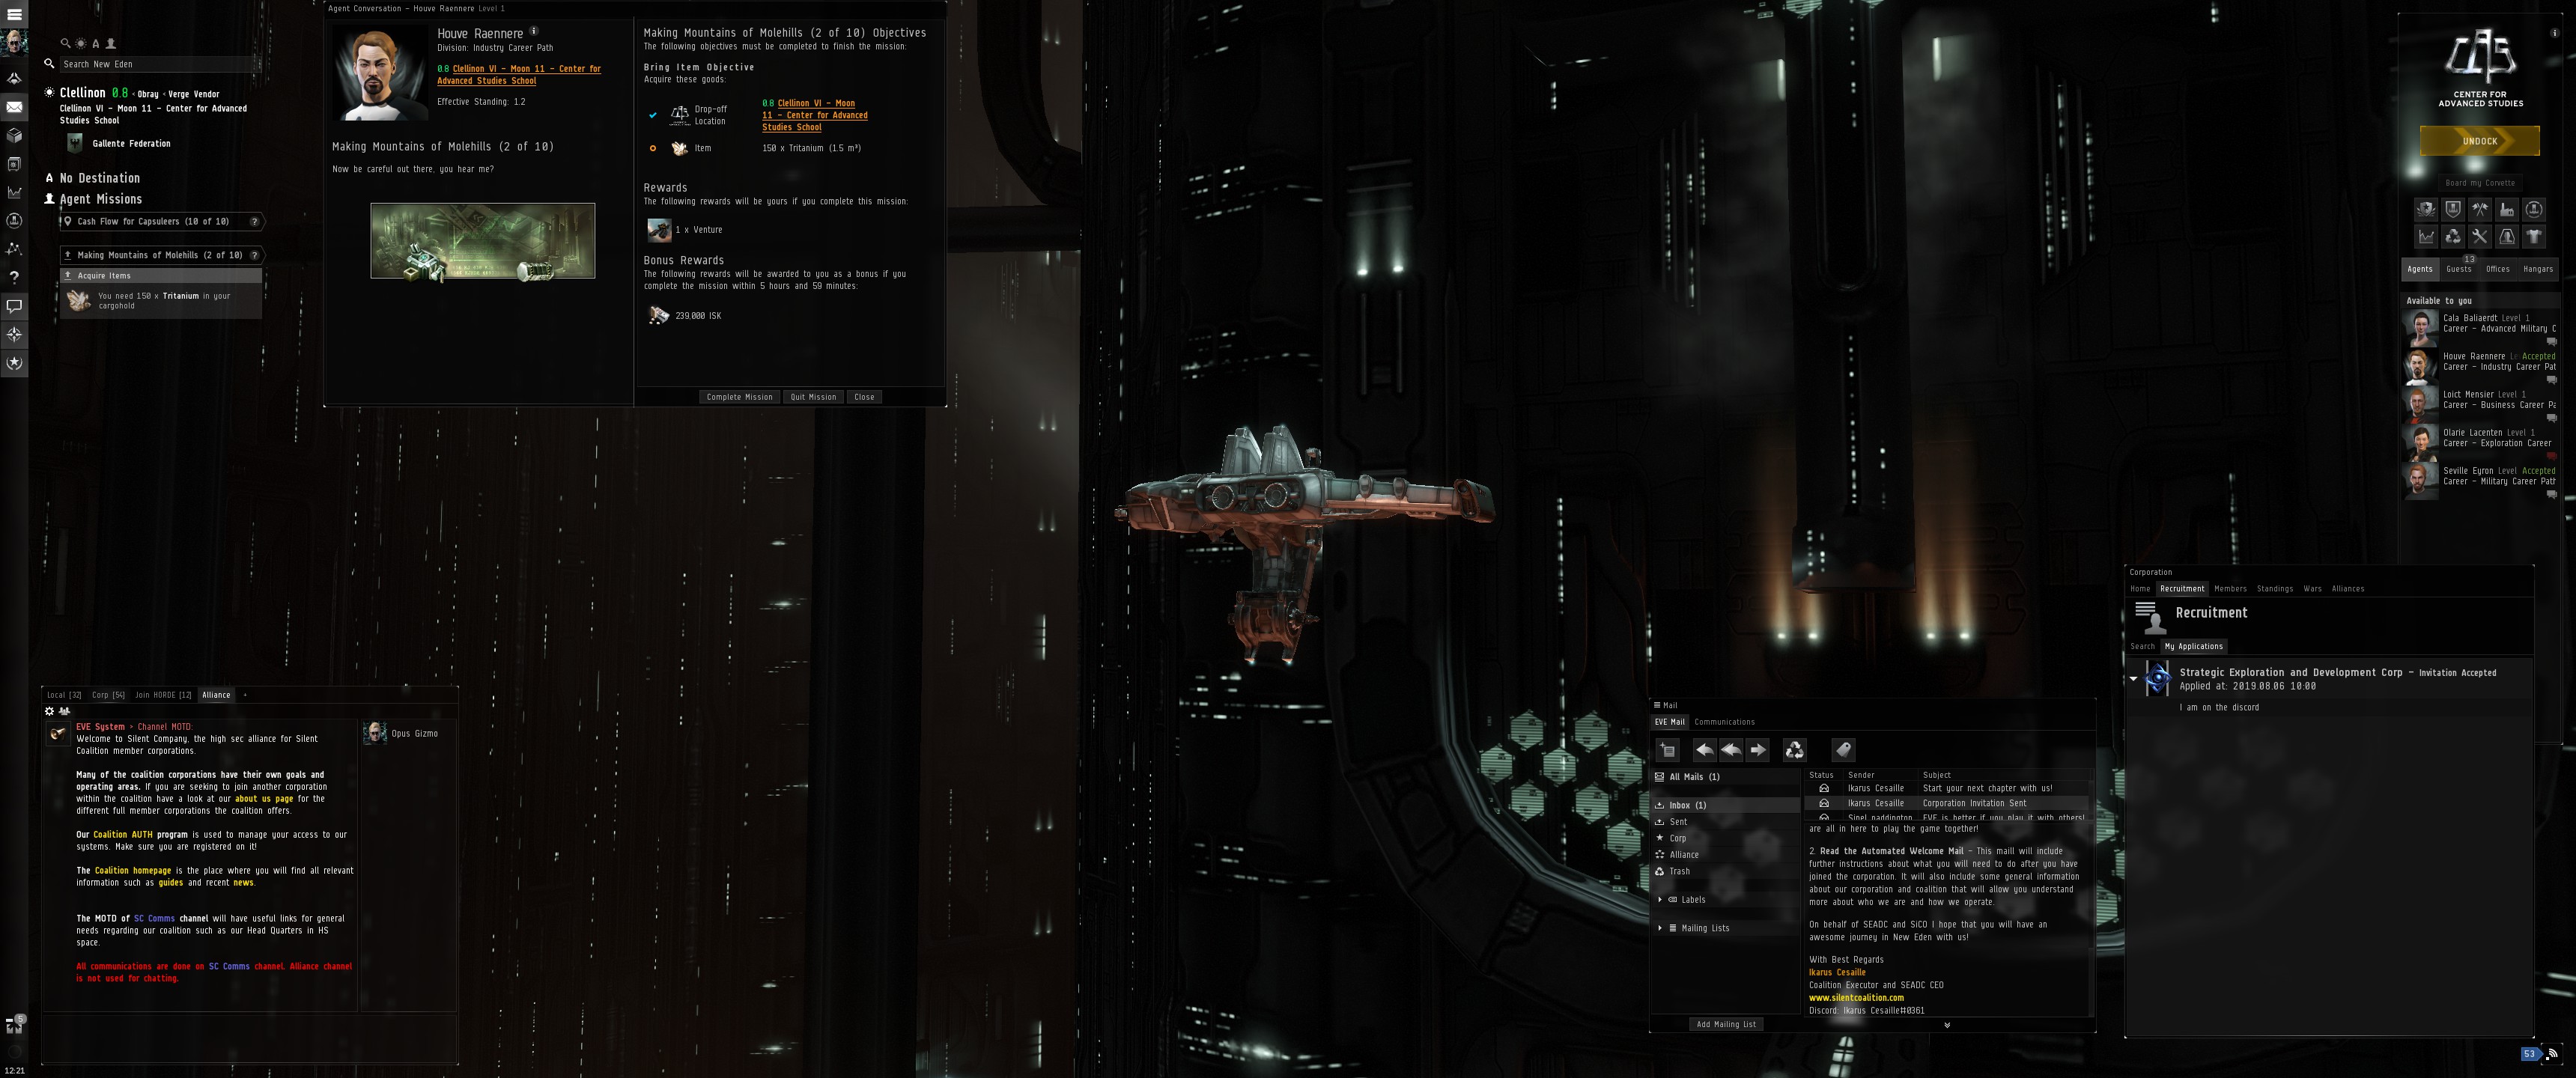 Search New Eden
Clellinon 0.8 < Obray < Verge Vendor
Clellinon VI - Moon 11 - Center for Advanced
Studies School
Gallente Federation
No Destination
Agent Missions
Cash Flow for Capsuleers (10 of 10) ?
Making Mountains of Molehills (2 of 10) ?
Acquire Items
You need 150 x Tritanium in your
cargohold
Agent Conversation - Houve Raennere Level 1
Houve Raennere
Division: Industry Career Path
0.8 Clellinon VI - Moon 11 - Center for
Advanced Studies School
Effective Standing: 1.2
Making Mountains of Molehills (2 of 10)
Now be careful out there, you hear me?
Making Mountains of Molehills (2 of 10) Objectives
The following objectives must be completed to finish the mission:
Bring Item Objective
Acquire these goods:
Drop-off
Location
0.8 Clellinon VI - Moon
11 - Center for Advanced
Studies School
Item
150 x Tritanium (1.5 m³)
Rewards
The following rewards will be yours if you complete this mission:
1 x Venture
Bonus Rewards
The following rewards will be awarded to you as a bonus if you
complete the mission within 5 hours and 59 minutes:
239.000 ISK
Complete Mission Quit Mission Close
CENTER FOR
ADVANCED STUDIES
UNDOCK
Board my Corvette
13
Agents Guests Offices Hangars
Available to you
Cala Baliaerdt Level 1
Career - Advanced Military C
Houve Raennere Accepted
Career - Industry Career Pat
Loict Mensier Level 1
Career - Business Career Pa
Olarie Lacenten Level 1
Career - Exploration Career
Seville Eyron Level Accepted
Career - Military Career Path
Local [32] Corp [54] Join HORDE [12] Alliance +
EVE System > Channel MOTD:
Welcome to Silent Company, the high sec alliance for Silent
Coalition member corporations.
Many of the coalition corporations have their own goals and
operating areas. If you are seeking to join another corporation
within the coalition have a look at our about us page for the
different full member corporations the coalition offers.
Our Coalition AUTH program is used to manage your access to our
systems. Make sure you are registered on it!
The Coalition homepage is the place where you will find all relevant
information such as guides and recent news.
The MOTD of SC Comms channel will have useful links for general
needs regarding our coalition such as our Head Quarters in HS
space.
All communications are done on SC Comms channel. Alliance channel
is not used for chatting.
Opus Gizmo
5
12:21
Mail
EVE Mail Communications
All Mails (1)
Inbox (1)
Sent
Corp
Alliance
Trash
Labels
Mailing Lists
Add Mailing List
Status Sender Subject
Ikarus Cesaille Start your next chapter with us!
Ikarus Cesaille Corporation Invitation Sent
EVE is better if you play it with others!
are all in here to play the game together!
2. Read the Automated Welcome Mail - This maill will include
further instructions about what you will need to do after you have
joined the corporation. It will also include some general information
about our corporation and coalition that will allow you understand
more about who we are and how we operate.
On behalf of SEADC and SiCO I hope that you will have an
awesome journey in New Eden with us!
With Best Regards
Ikarus Cesaille
Coalition Executor and SEADC CEO
www.silentcoalition.com
Discord: Ikarus Cesaille#0361
Corporation
Home Recruitment Members Standings Wars Alliances
Recruitment
Search My Applications
Strategic Exploration and Development Corp - Invitation Accepted
Applied at: 2019.08.06 10:00
I am on the discord
53